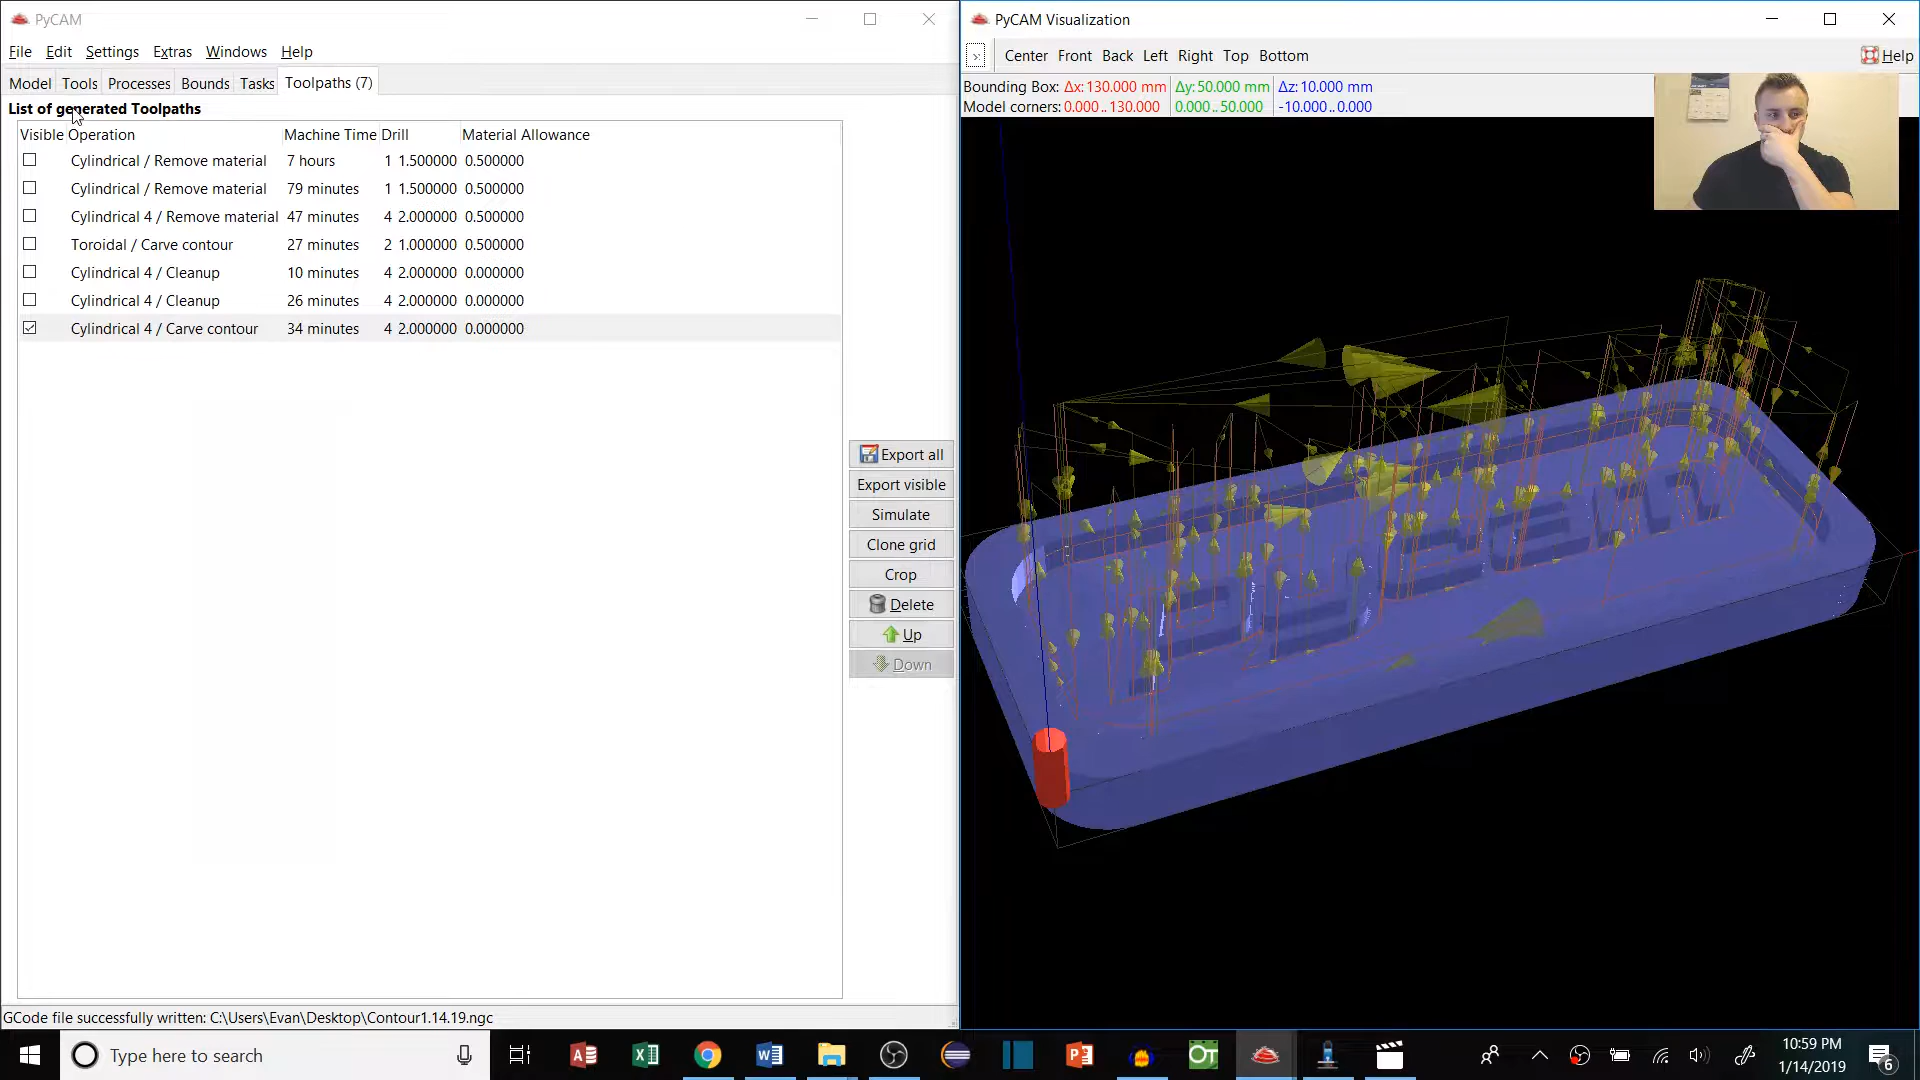 PyCAM
File Edit Settings Extras Windows Help
Model Tools Processes Bounds Tasks Toolpaths (7)
List of generated Toolpaths
Visible Operation Machine Time Drill Material Allowance
Cylindrical / Remove material 7 hours 1 1.500000 0.500000
Cylindrical / Remove material 79 minutes 1 1.500000 0.500000
Cylindrical 4 / Remove material 47 minutes 4 2.000000 0.500000
Toroidal / Carve contour 27 minutes 2 1.000000 0.500000
Cylindrical 4 / Cleanup 10 minutes 4 2.000000 0.000000
Cylindrical 4 / Cleanup 26 minutes 4 2.000000 0.000000
Cylindrical 4 / Carve contour 34 minutes 4 2.000000 0.000000
Export all
Export visible
Simulate
Clone grid
Crop
Delete
Up
Down
GCode file successfully written: C:\Users\Evan\Desktop\Contour1.14.19.ngc
PyCAM Visualization
Center Front Back Left Right Top Bottom Help
Bounding Box: Δx: 130.000 mm Δy: 50.000 mm Δz: 10.000 mm
Model corners: 0.000..130.000 0.000..50.000 -10.000..0.000
Type here to search
10:59 PM
1/14/2019
6